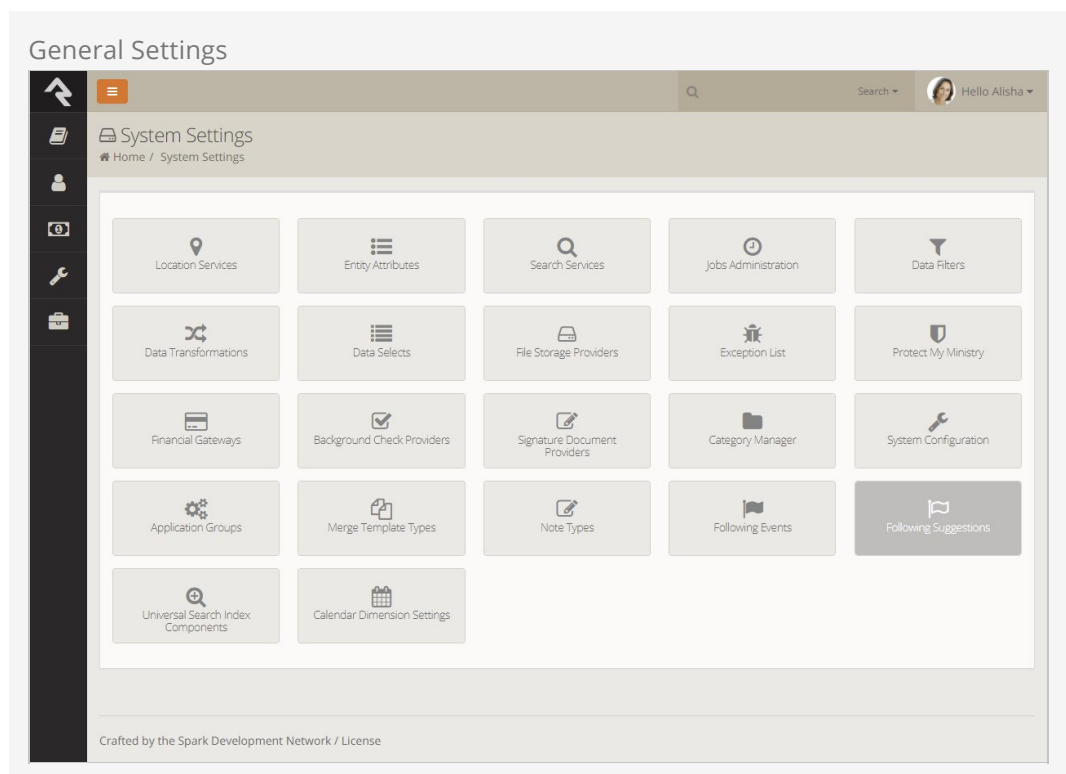 General Settings
Search
Hello Alisha
System Settings
Home / System Settings
Location Services
Entity Attributes
Search Services
Jobs Administration
Data Filters
Data Transformations
Data Selects
File Storage Providers
Exception List
Protect My Ministry
Financial Gateways
Background Check Providers
Signature Document
Providers
Category Manager
System Configuration
Application Groups
Merge Template Types
Note Types
Following Events
Following Suggestions
Universal Search Index
Components
Calendar Dimension Settings
Crafted by the Spark Development Network / License